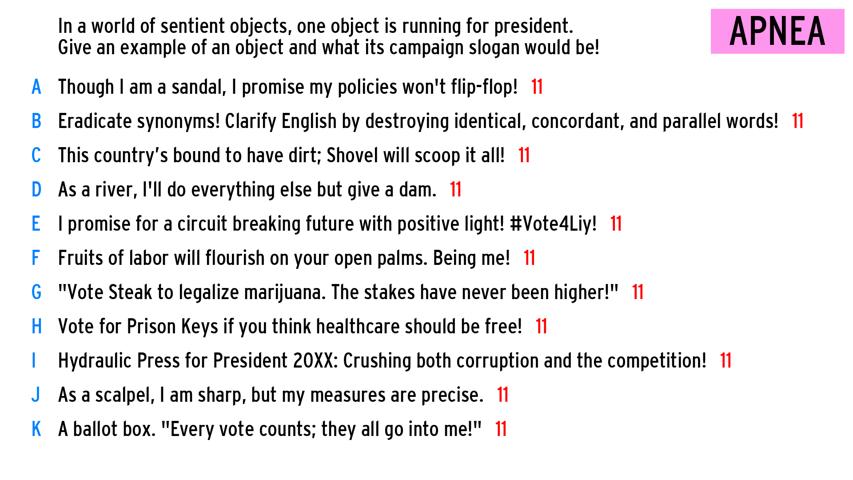 In a world of sentient objects, one object is running for president.
Give an example of an object and what its campaign slogan would be!
APNEA
A Though I am a sandal, I promise my policies won't flip-flop! 11
B Eradicate synonyms! Clarify English by destroying identical, concordant, and parallel words! 11
C This country’s bound to have dirt; Shovel will scoop it all! 11
D As a river, I'll do everything else but give a dam. 11
E I promise for a circuit breaking future with positive light! #Vote4Liy! 11
F Fruits of labor will flourish on your open palms. Being me! 11
G "Vote Steak to legalize marijuana. The stakes have never been higher!" 11
H Vote for Prison Keys if you think healthcare should be free! 11
I Hydraulic Press for President 20XX: Crushing both corruption and the competition! 11
J As a scalpel, I am sharp, but my measures are precise. 11
K A ballot box. "Every vote counts; they all go into me!" 11